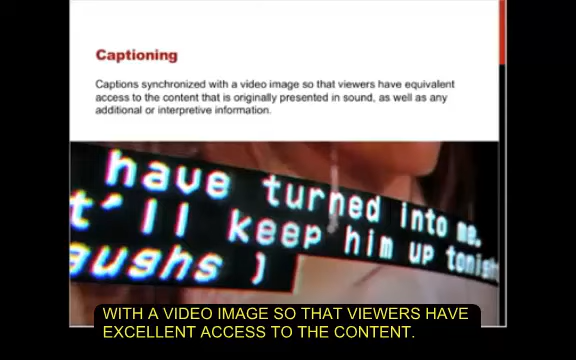 Captioning
Captions synchronized with a video image so that viewers have equivalent
access to the content that is originally presented in sound, as well as any
additional or interpretive information.
have turned into me.
t'll keep him up tonight
aughs )
WITH A VIDEO IMAGE SO THAT VIEWERS HAVE
EXCELLENT ACCESS TO THE CONTENT.